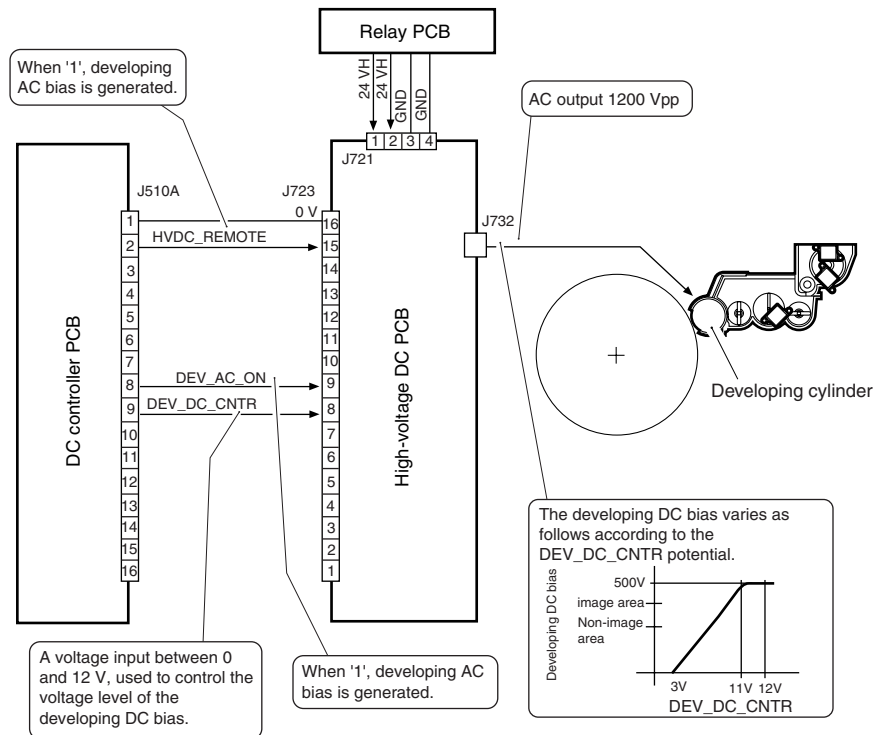 Relay PCB
24 VH
24 VH
GND
GND
1 2 3 4
J721
When '1', developing
AC bias is generated.
AC output 1200 Vpp
J510A
J723
0 V
J732
HVDC_REMOTE
DEV_AC_ON
DEV_DC_CNTR
1
2
3
4
5
6
7
8
9
10
11
12
13
14
15
16
16
15
14
13
12
11
10
9
8
7
6
5
4
3
2
1
DC controller PCB
High-voltage DC PCB
Developing cylinder
A voltage input between 0
and 12 V, used to control the
voltage level of the
developing DC bias.
When '1', developing AC
bias is generated.
The developing DC bias varies as
follows according to the
DEV_DC_CNTR potential.
Developing DC bias
500V
image area
Non-image
area
3V
11V 12V
DEV_DC_CNTR